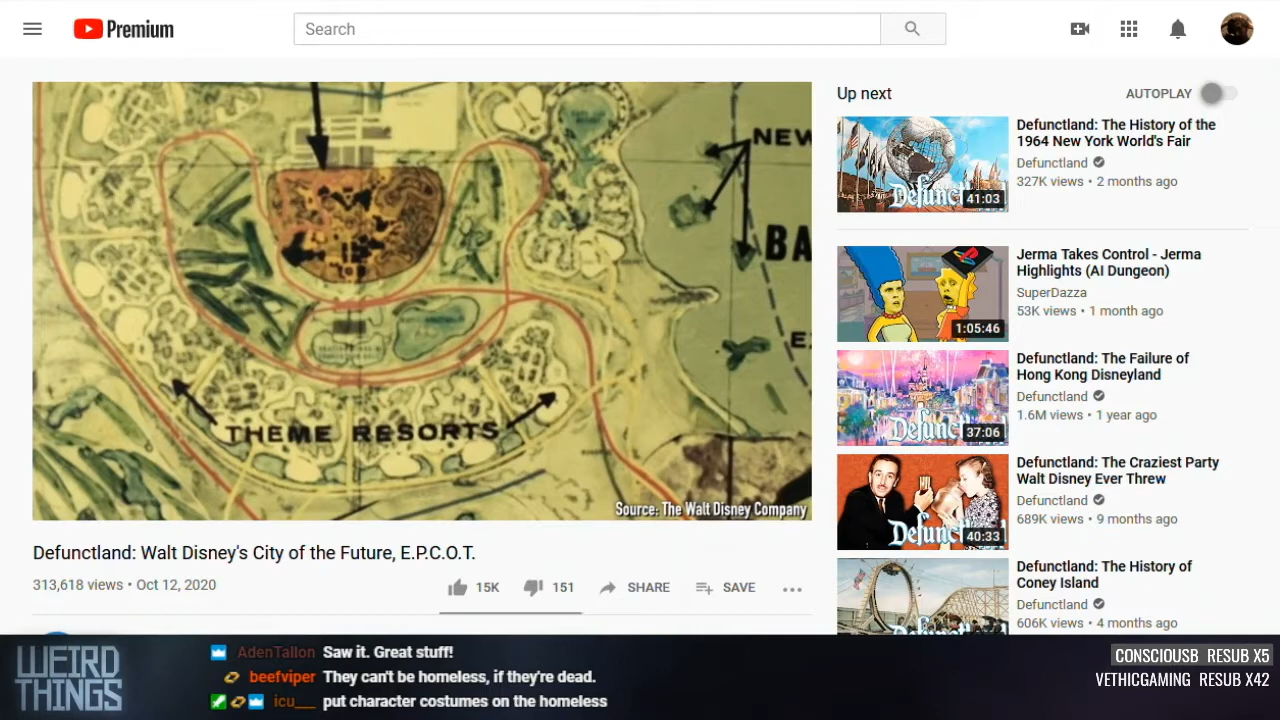 Premium
Search
NEW
BA
E
THEME RESORTS
Source: The Walt Disney Company
Defunctland: Walt Disney's City of the Future, E.P.C.O.T.
313,618 views • Oct 12, 2020
15K
151
SHARE
SAVE
Up next
AUTOPLAY
Defunctl
41:03
Defunctland: The History of the
1964 New York World's Fair
Defunctland
327K views • 2 months ago
1:05:46
Jerma Takes Control - Jerma
Highlights (AI Dungeon)
SuperDazza
53K views • 1 month ago
Defunct
37:06
Defunctland: The Failure of
Hong Kong Disneyland
Defunctland
1.6M views • 1 year ago
Defunct
40:33
Defunctland: The Craziest Party
Walt Disney Ever Threw
Defunctland
689K views • 9 months ago
Defunctland: The History of
Coney Island
Defunctland
606K views • 4 months ago
WEIRD
THINGS
AdenTallon Saw it. Great stuff!
beefviper They can't be homeless, if they're dead.
icu___ put character costumes on the homeless
CONSCIOUSB RESUB X5
VETHICGAMING RESUB X42